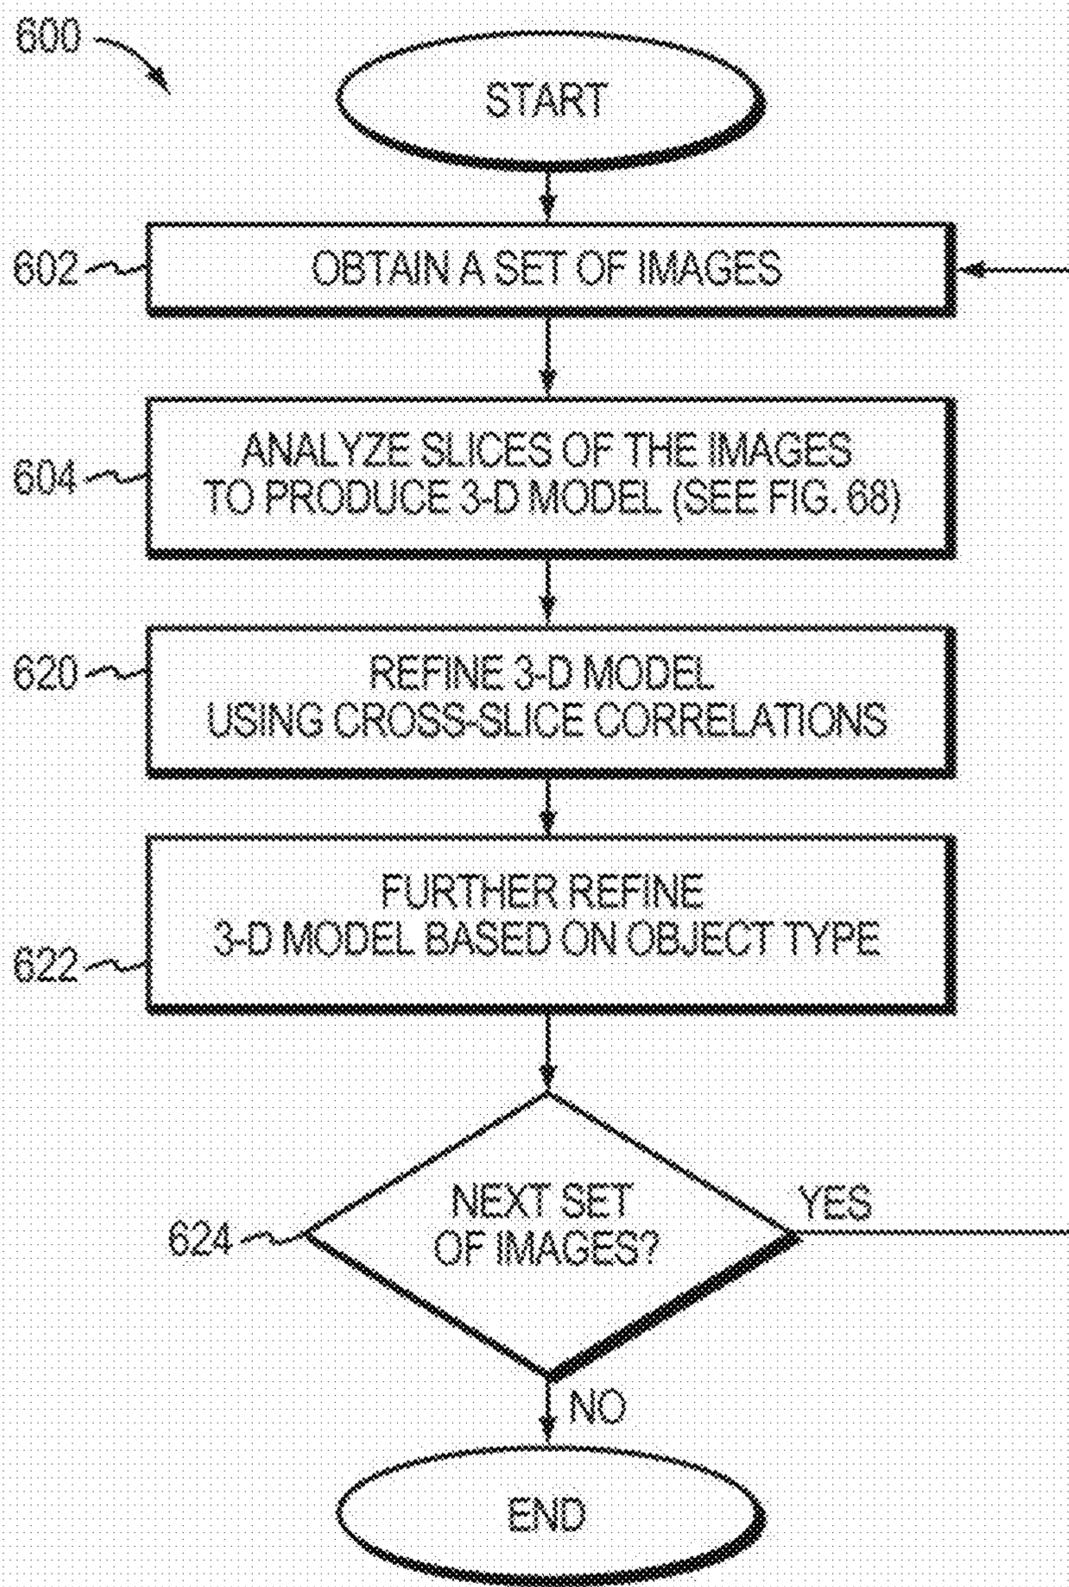 600
START
602
OBTAIN A SET OF IMAGES
604
ANALYZE SLICES OF THE IMAGES
TO PRODUCE 3-D MODEL (SEE FIG. 68)
620
REFINE 3-D MODEL
USING CROSS-SLICE CORRELATIONS
622
FURTHER REFINE
3-D MODEL BASED ON OBJECT TYPE
624
NEXT SET
OF IMAGES?
YES
NO
END